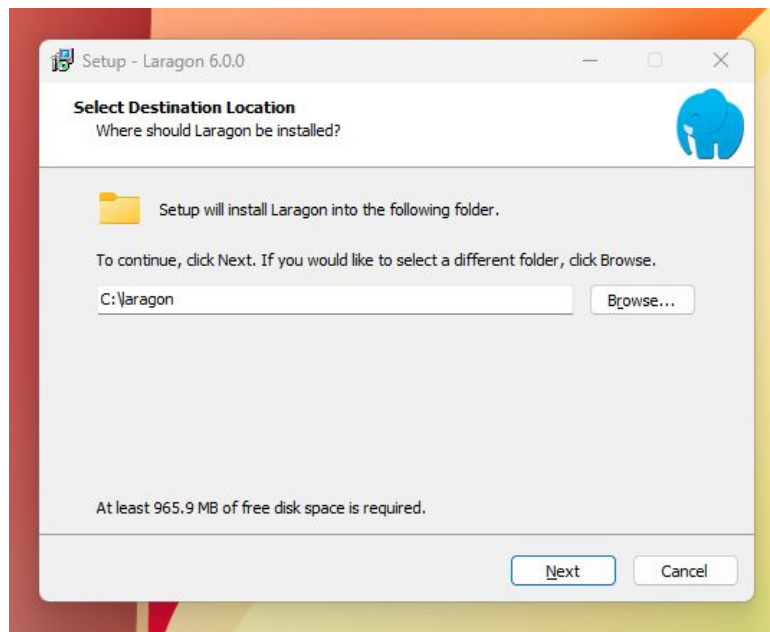 Setup - Laragon 6.0.0
Select Destination Location
Where should Laragon be installed?
Setup will install Laragon into the following folder.
To continue, click Next. If you would like to select a different folder, click Browse.
C:\laragon
Browse...
At least 965.9 MB of free disk space is required.
Next
Cancel